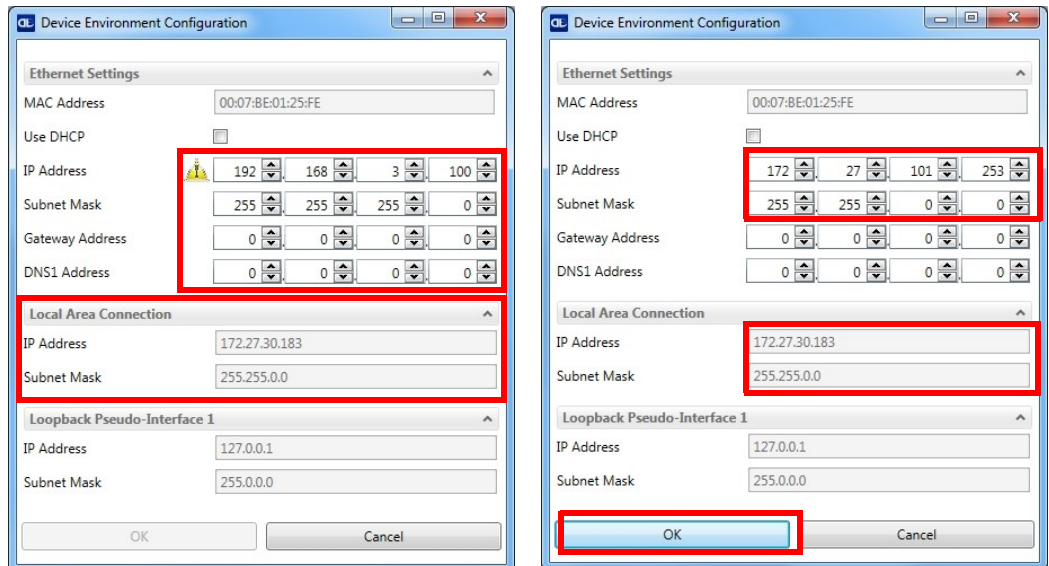 Device Environment Configuration
Ethernet Settings
MAC Address 00:07:BE:01:25:FE
Use DHCP
IP Address 192 . 168 . 3 . 100
Subnet Mask 255 . 255 . 255 . 0
Gateway Address 0 . 0 . 0 . 0
DNS1 Address 0 . 0 . 0 . 0
Local Area Connection
IP Address 172.27.30.183
Subnet Mask 255.255.0.0
Loopback Pseudo-Interface 1
IP Address 127.0.0.1
Subnet Mask 255.0.0.0
OK Cancel
Device Environment Configuration
Ethernet Settings
MAC Address 00:07:BE:01:25:FE
Use DHCP
IP Address 172 . 27 . 101 . 253
Subnet Mask 255 . 255 . 0 . 0
Gateway Address 0 . 0 . 0 . 0
DNS1 Address 0 . 0 . 0 . 0
Local Area Connection
IP Address 172.27.30.183
Subnet Mask 255.255.0.0
Loopback Pseudo-Interface 1
IP Address 127.0.0.1
Subnet Mask 255.0.0.0
OK Cancel